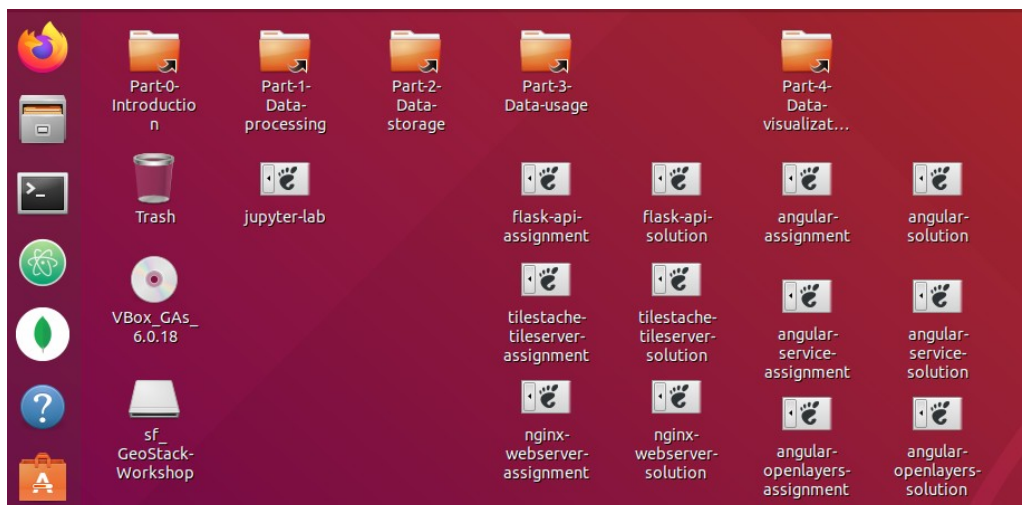 Part-0-
Introductio
n
Part-1-
Data-
processing
Part-2-
Data-
storage
Part-3-
Data-usage
Part-4-
Data-
visualizat...
Trash
jupyter-lab
flask-api-
assignment
flask-api-
solution
angular-
assignment
angular-
solution
VBox_GAs_
6.0.18
tilestache-
tileserver-
assignment
tilestache-
tileserver-
solution
angular-
service-
assignment
angular-
service-
solution
sf_
GeoStack-
Workshop
nginx-
webserver-
assignment
nginx-
webserver-
solution
angular-
openlayers-
assignment
angular-
openlayers-
solution